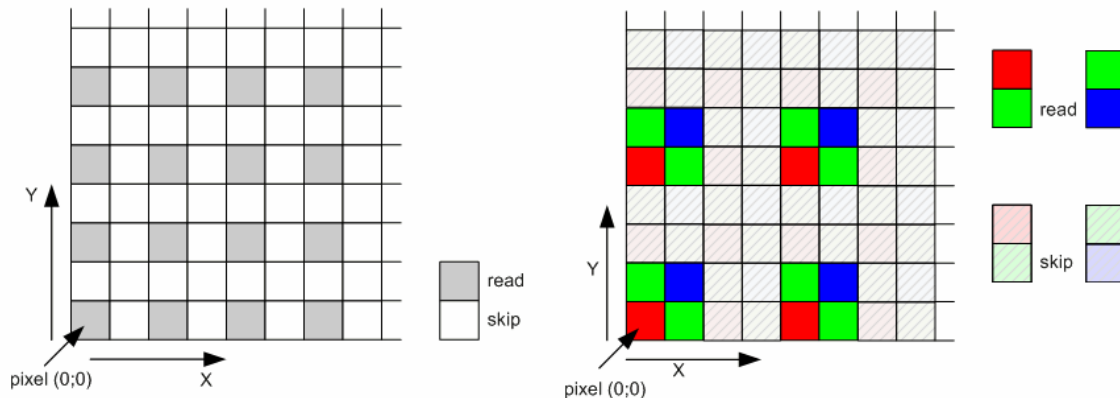 Y
read
skip
pixel (0;0)
X
read
skip
Y
X
pixel (0;0)